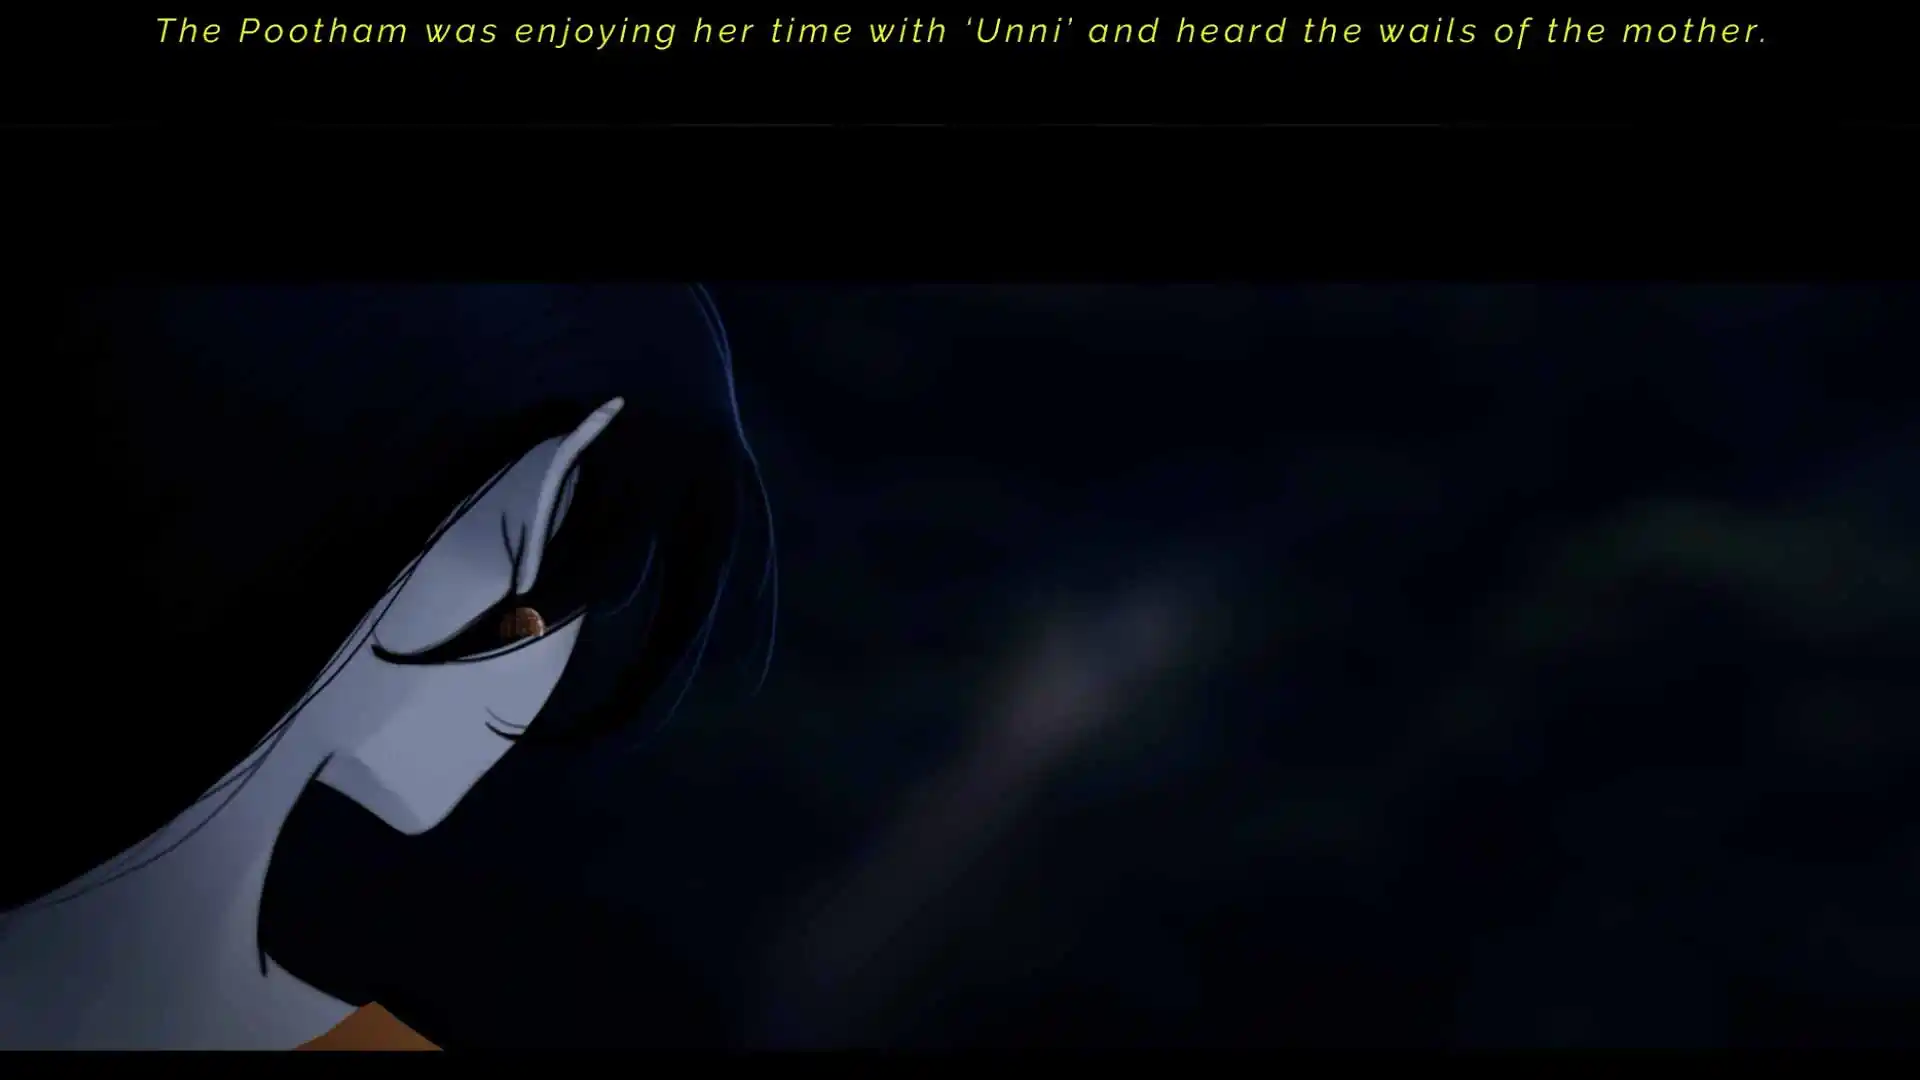 The Pootham was enjoying her time with ‘Unni’ and heard the wails of the mother.